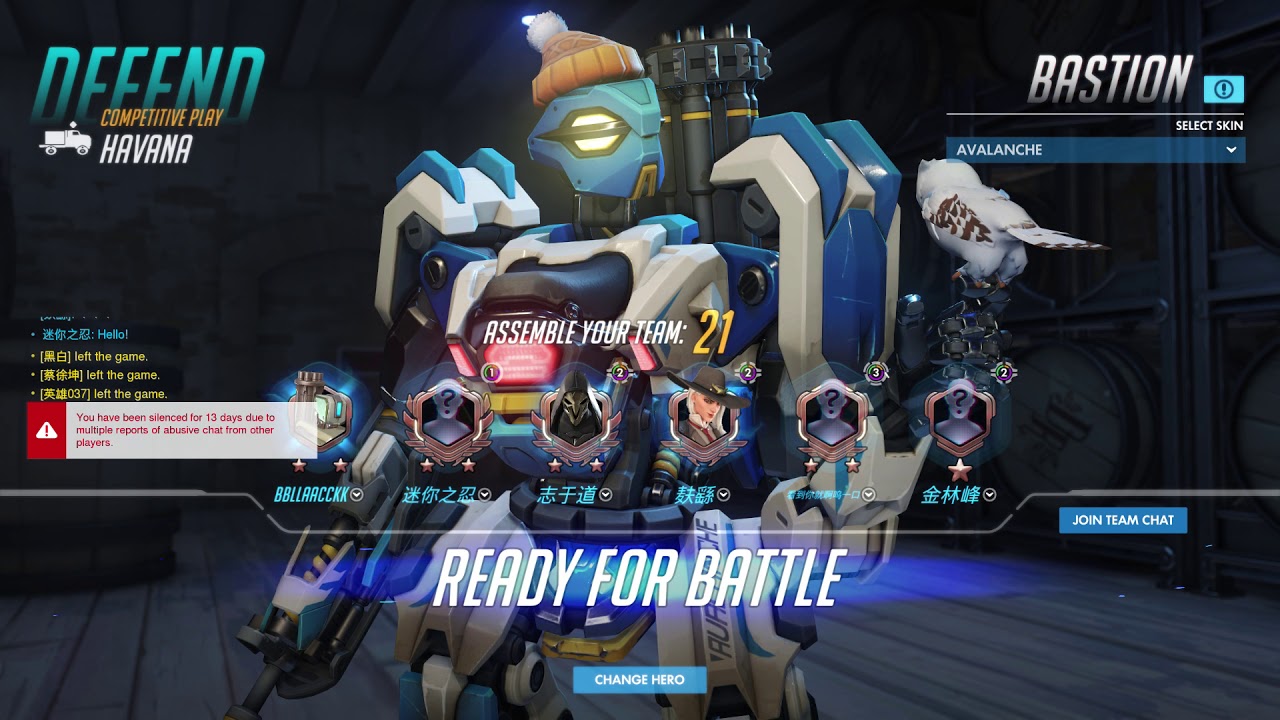 DEFEND
COMPETITIVE PLAY
HAVANA
BASTION
SELECT SKIN
AVALANCHE
迷你之忍: Hello!
[黑白] left the game.
[蔡徐坤] left the game.
[英雄037] left the game.
You have been silenced for 13 days due to
multiple reports of abusive chat from other
players.
ASSEMBLE YOUR TEAM: 21
1
2
2
3
2
BBLLAACCKK
迷你之忍
志于道
金林峰
JOIN TEAM CHAT
READY FOR BATTLE
AVALANCHE
CHANGE HERO